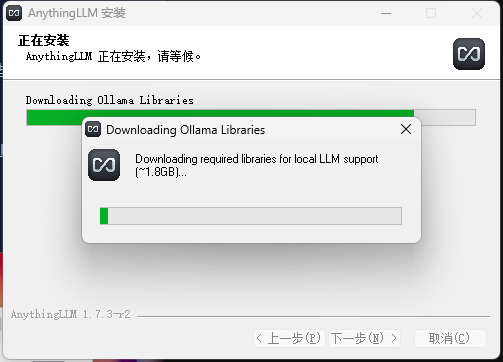 AnythingLLM 安装
正在安装
AnythingLLM 正在安装，请等候。
Downloading Ollama Libraries
Downloading Ollama Libraries
Downloading required libraries for local LLM support
(~1.8GB)...
AnythingLLM 1.7.3-r2
< 上一步(P) 下一步(N) > 取消(C)